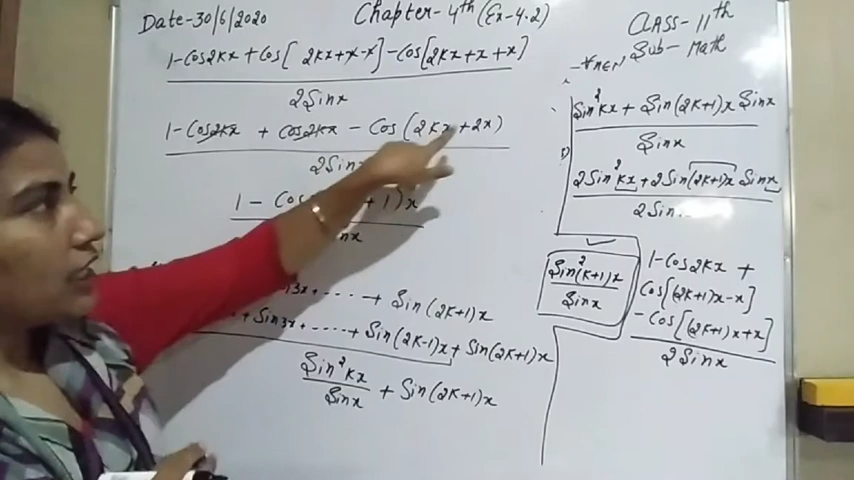 Date-30/6/2020
Chapter-4th (Ex-4.2)
CLASS-11th
Sub- Math
1-Cos2Kx+Cos[2Kx+x-x]-Cos[2Kx+x+x]
2Sinx
1-Cos2Kx + Cos2Kx - Cos(2Kx+2x)
2Sin
1 - Cos +1)x
x
+ Sin(2K+1)x
+ Sin3x+.....+ Sin(2K-1)x+ Sin(2K+1)x
Sin²Kx
Sinx
+ Sin(2K+1)x
-∀K∈N
Sin²Kx + Sin(2K+1)x Sinx
Sinx
2Sin²Kx +2Sin(2K+1)x Sinx
2Sin
Sin²(K+1)x
Sinx
1-Cos2Kx +
Cos[(2K+1)x-x]
-Cos[(2K+1)x+x]
2Sinx